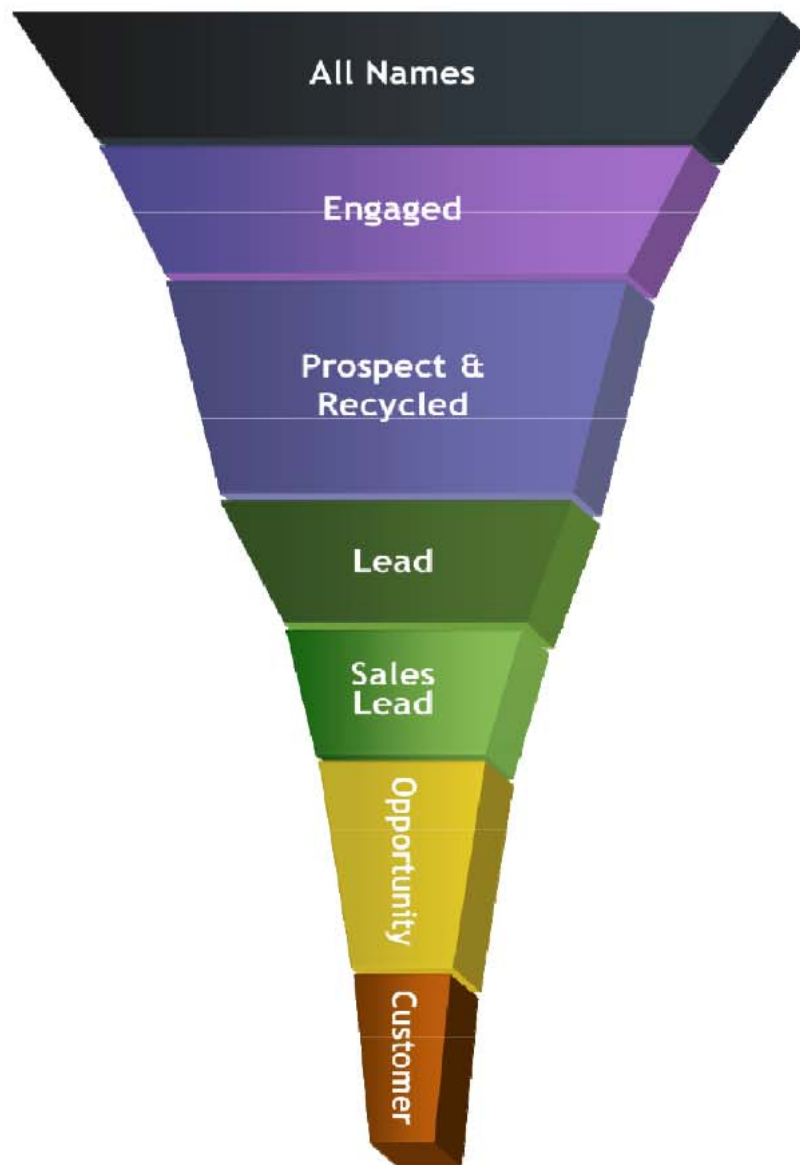 All Names
Engaged
Prospect &
Recycled
Lead
Sales
Lead
Opportunity
Customer